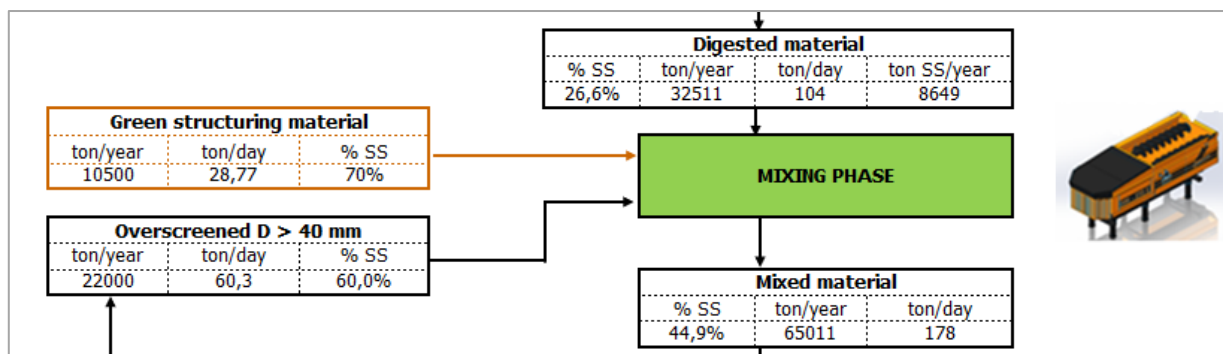 Digested material
% SS ton/year ton/day ton SS/year
26,6% 32511 104 8649
Green structuring material
ton/year ton/day % SS
10500 28,77 70%
MIXING PHASE
Overscreened D > 40 mm
ton/year ton/day % SS
22000 60,3 60,0%
Mixed material
% SS ton/year ton/day
44,9% 65011 178